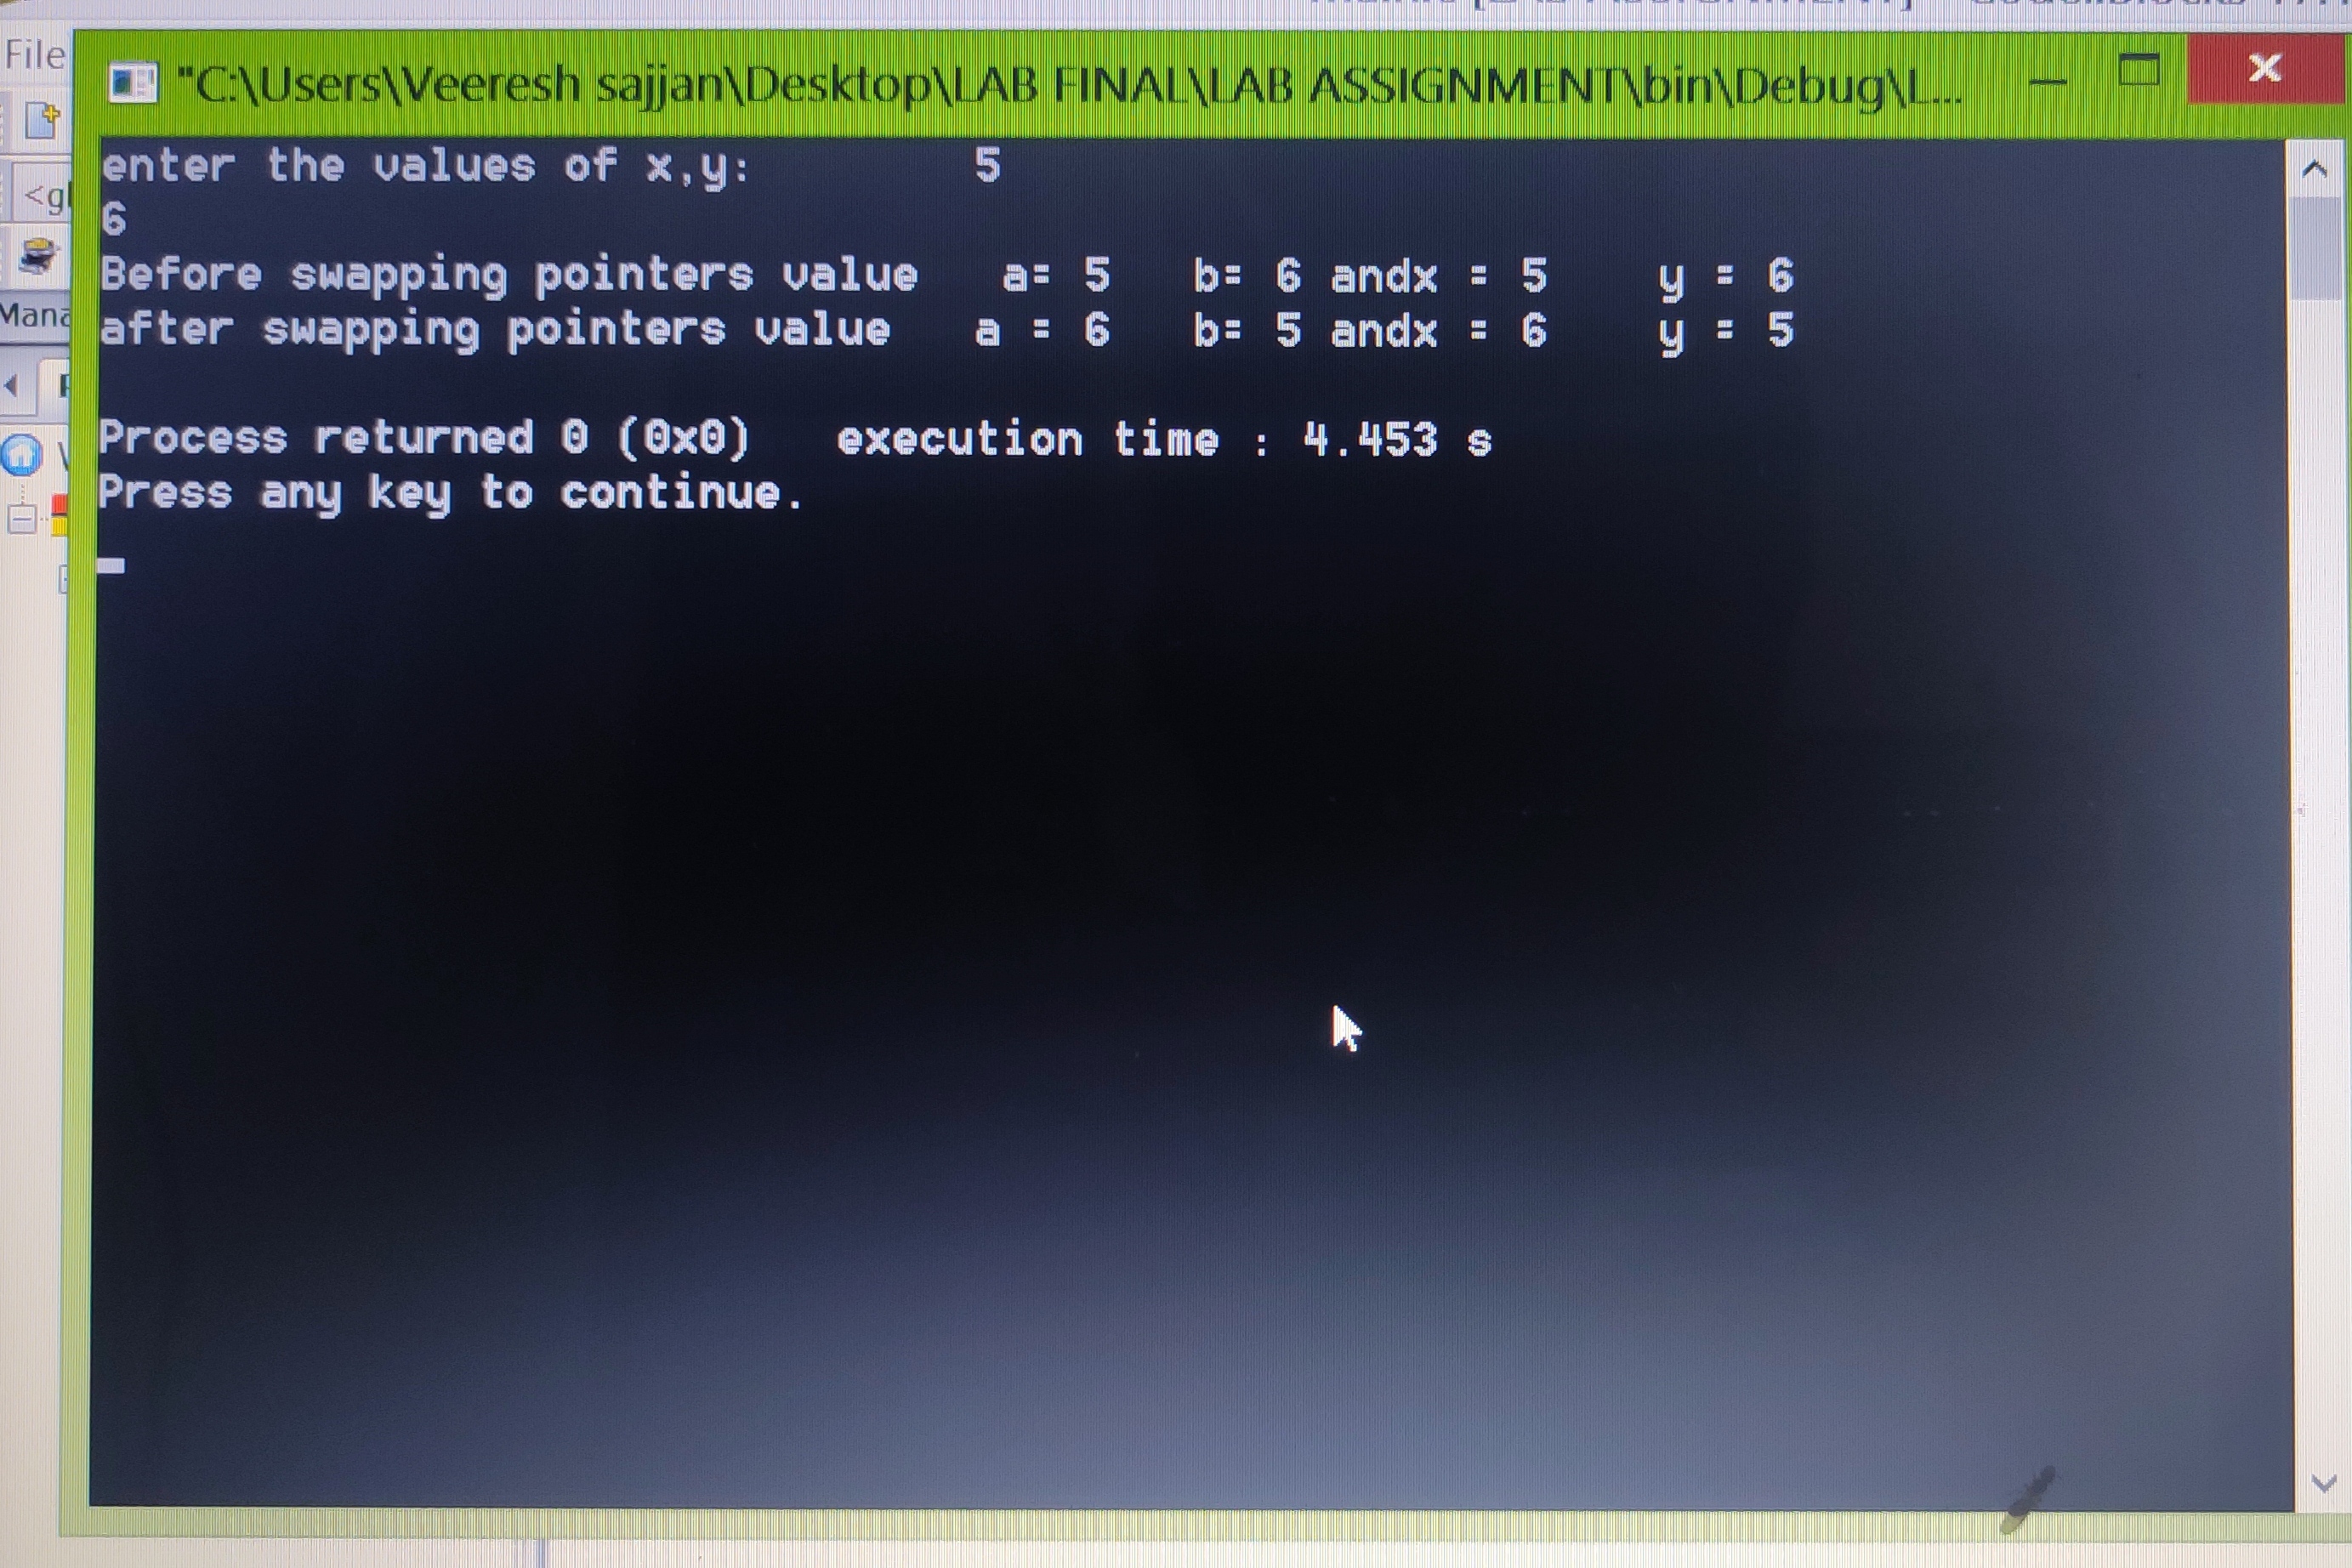 File
"C:\Users\Veeresh sajjan\Desktop\LAB FINAL\LAB ASSIGNMENT\bin\Debug\L...
enter the values of x,y:        5
6
Before swapping pointers value   a= 5   b= 6 andx = 5    y = 6
after swapping pointers value   a = 6   b= 5 andx = 6    y = 5
Process returned 0 (0x0)   execution time : 4.453 s
Press any key to continue.